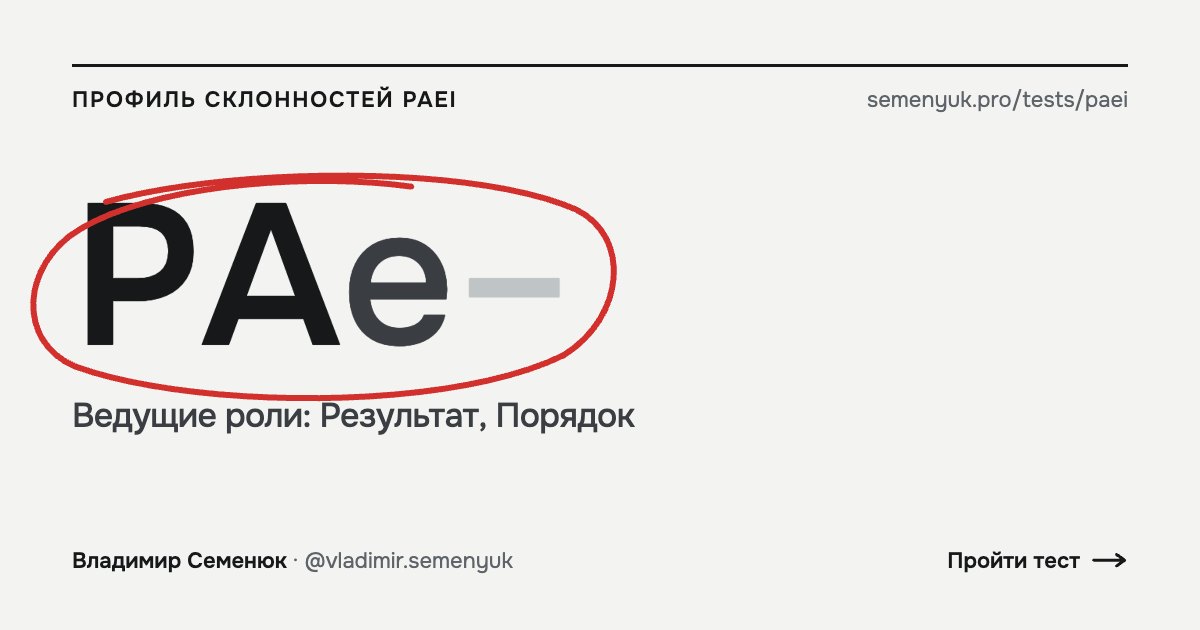 ПРОФИЛЬ СКЛОННОСТЕЙ PAEI
semenyuk.pro/tests/paei
PAe–
Ведущие роли: Результат, Порядок
Владимир Семенюк · @vladimir.semenyuk
Пройти тест →